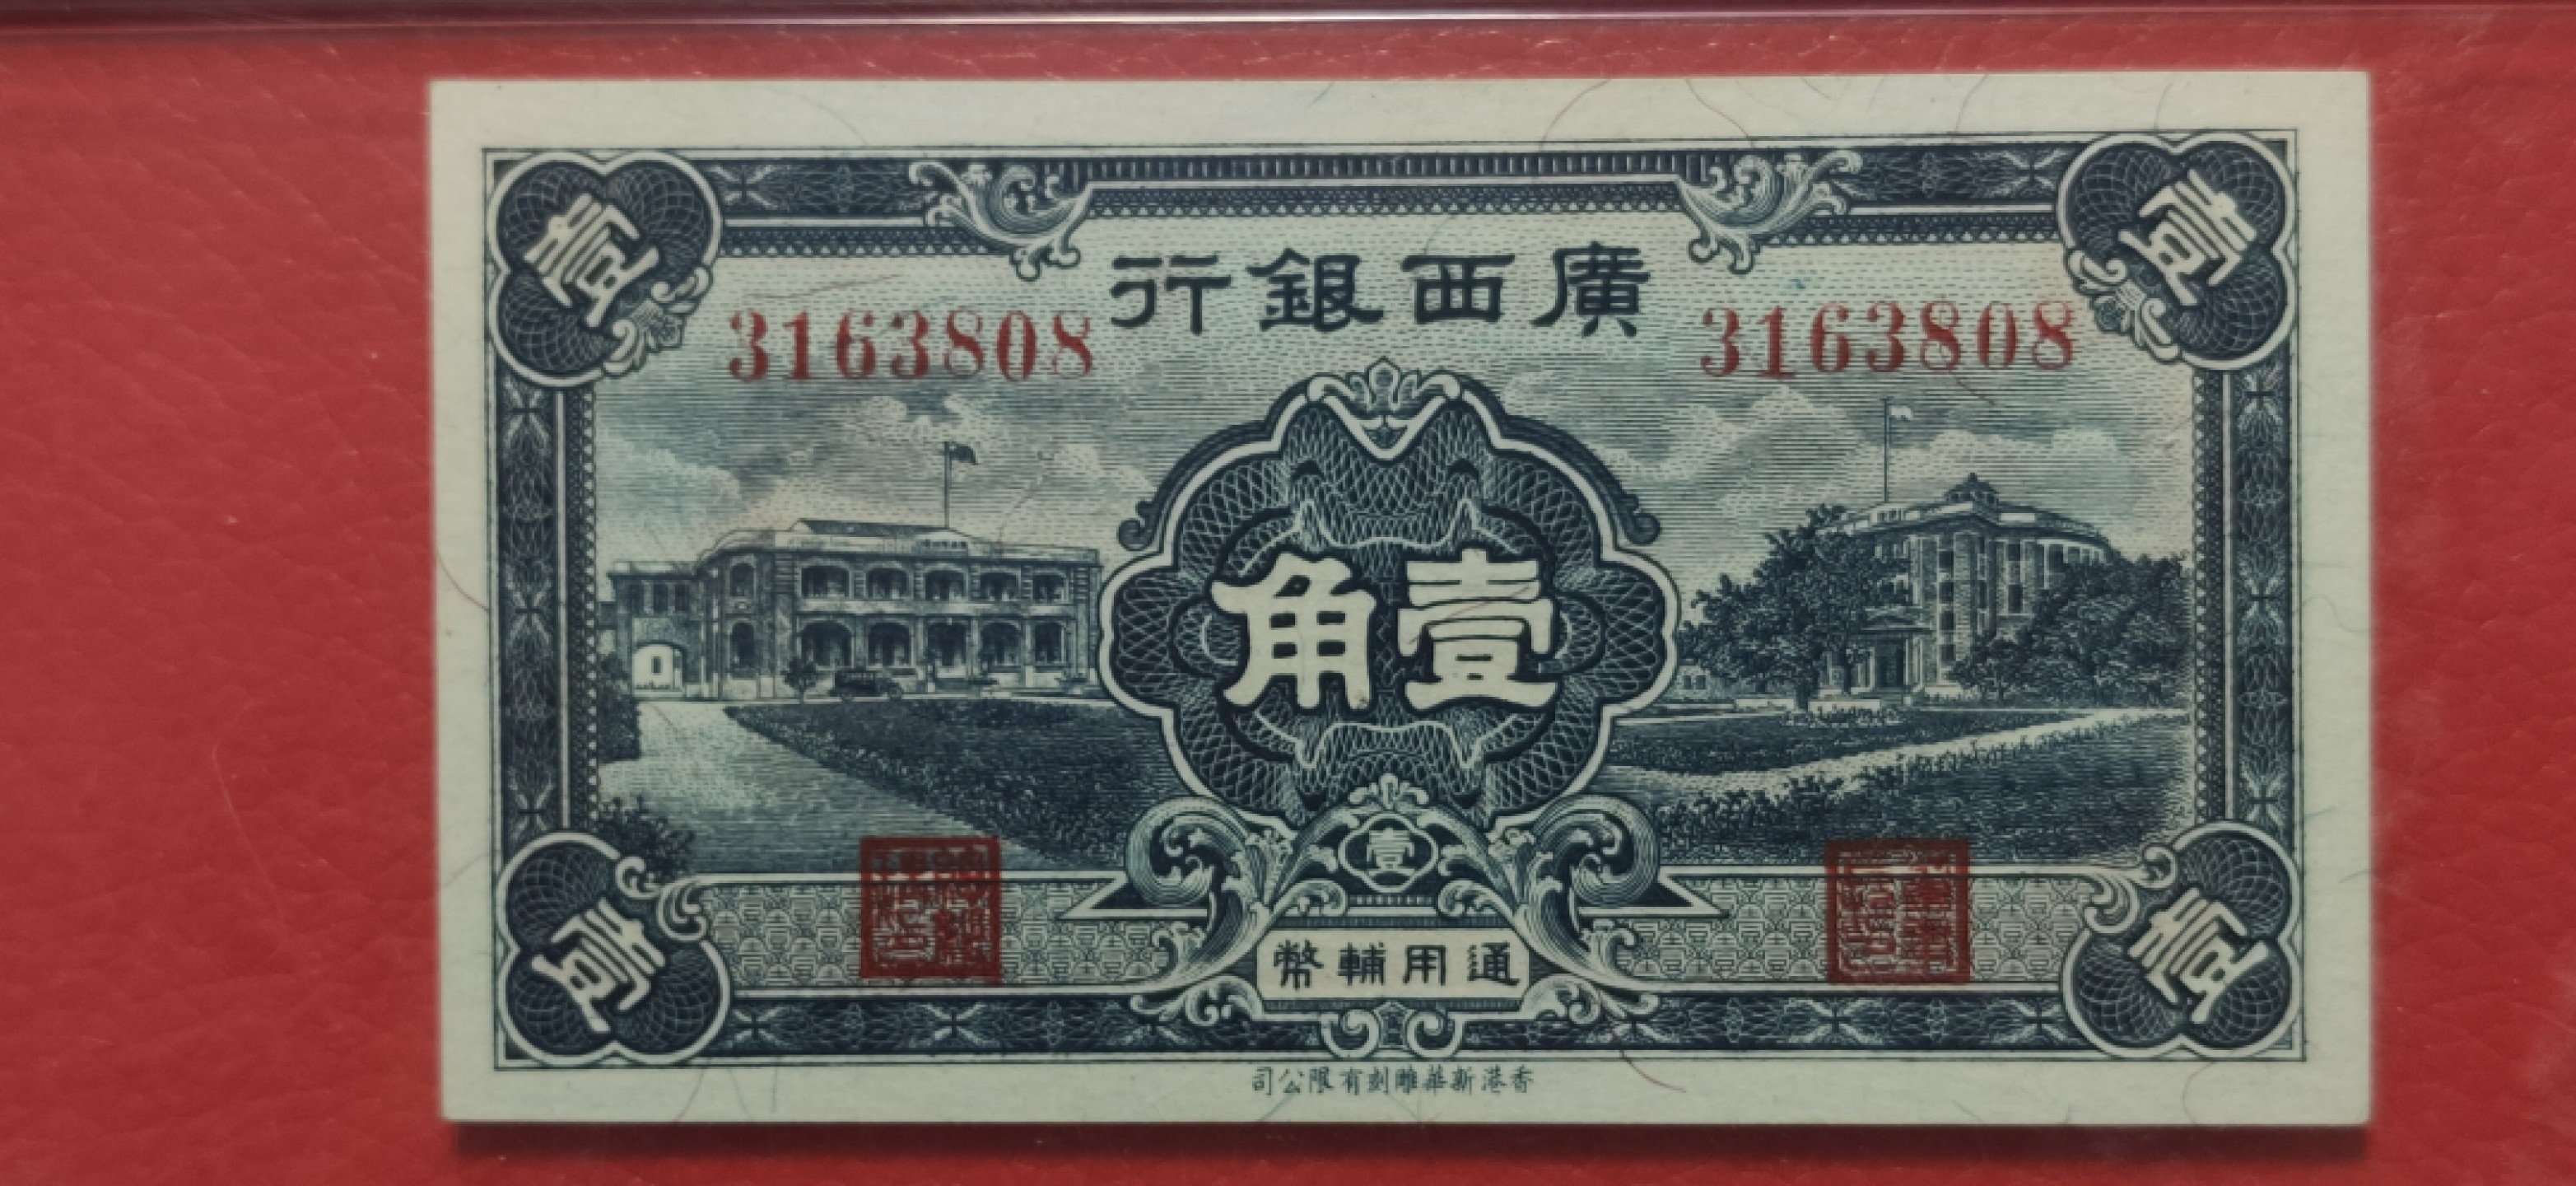 壹
壹
廣西銀行
3163808
3163808
壹角
壹
通用輔幣
壹
壹
香港新華雕刻有限公司